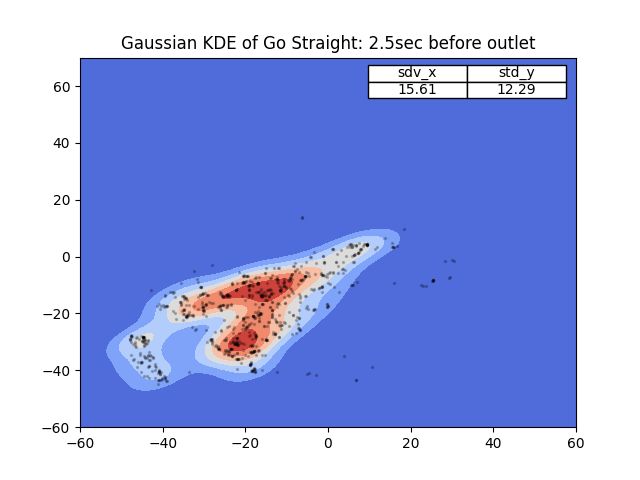 Gaussian KDE of Go Straight: 2.5sec before outlet
sdv_x std_y
15.61 12.29
60
40
20
0
−20
−40
−60
−60 −40 −20 0 20 40 60